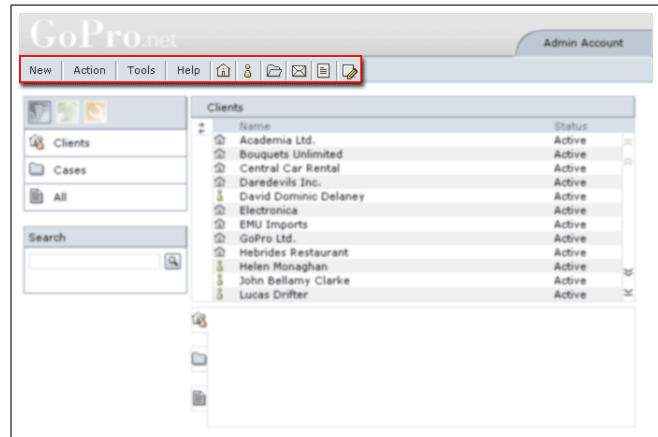 GoPro.net
Admin Account
New Action Tools Help
Clients
Cases
All
Search
Clients
Name Status
Academia Ltd. Active
Bouquets Unlimited Active
Central Car Rental Active
Daredevils Inc. Active
David Dominic Delaney Active
Electronica Active
EMU Imports Active
GoPro Ltd. Active
Hebrides Restaurant Active
Helen Monaghan Active
John Bellamy Clarke Active
Lucas Drifter Active